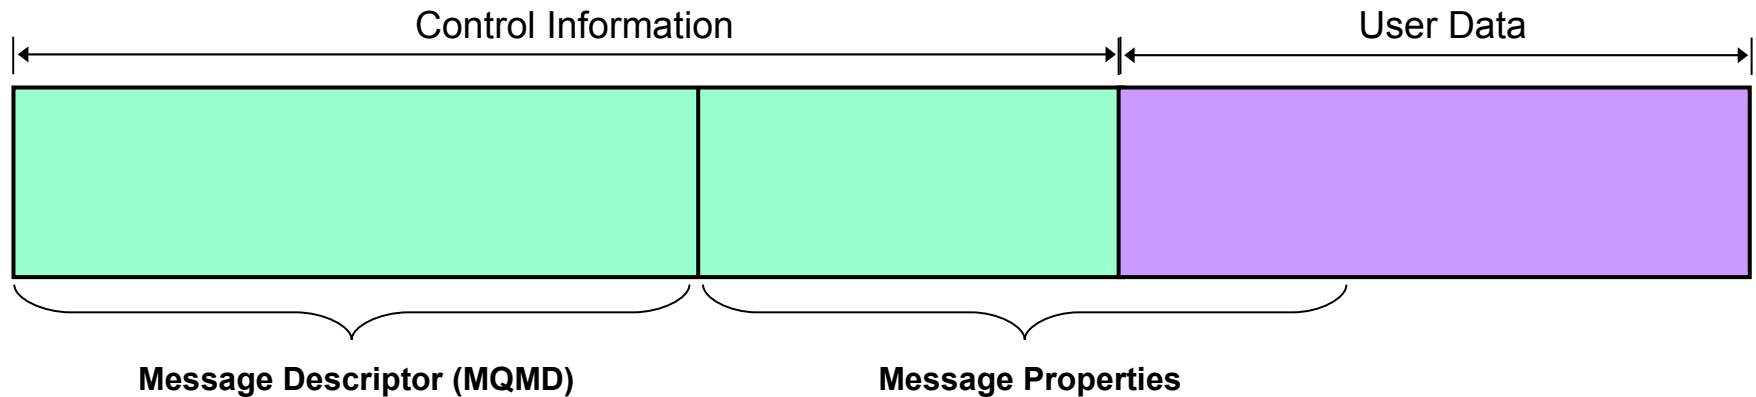 Control Information
User Data
Message Descriptor (MQMD)
Message Properties